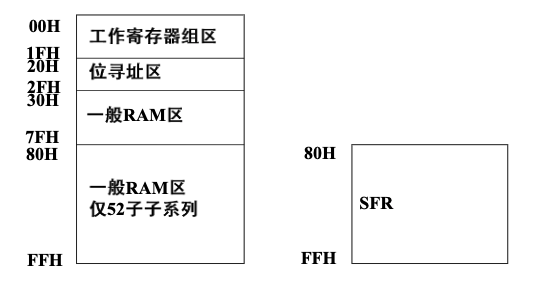 00H
工作寄存器组区
1FH
20H
位寻址区
2FH
30H
一般RAM区
7FH
80H
一般RAM区
仅52子子系列
FFH
80H
SFR
FFH